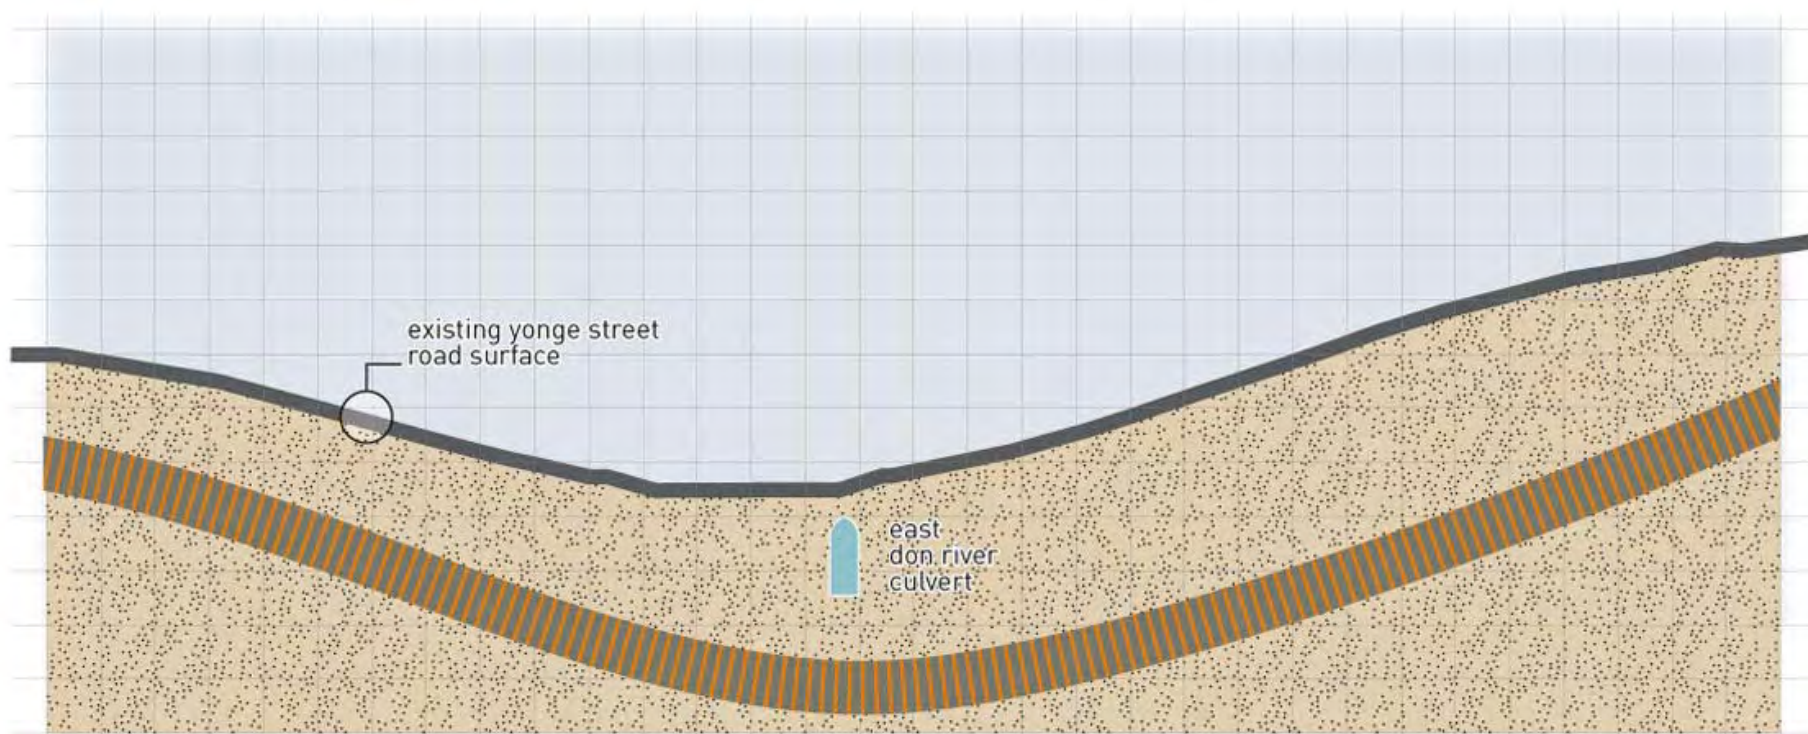 existing yonge street
road surface
east
don river
culvert